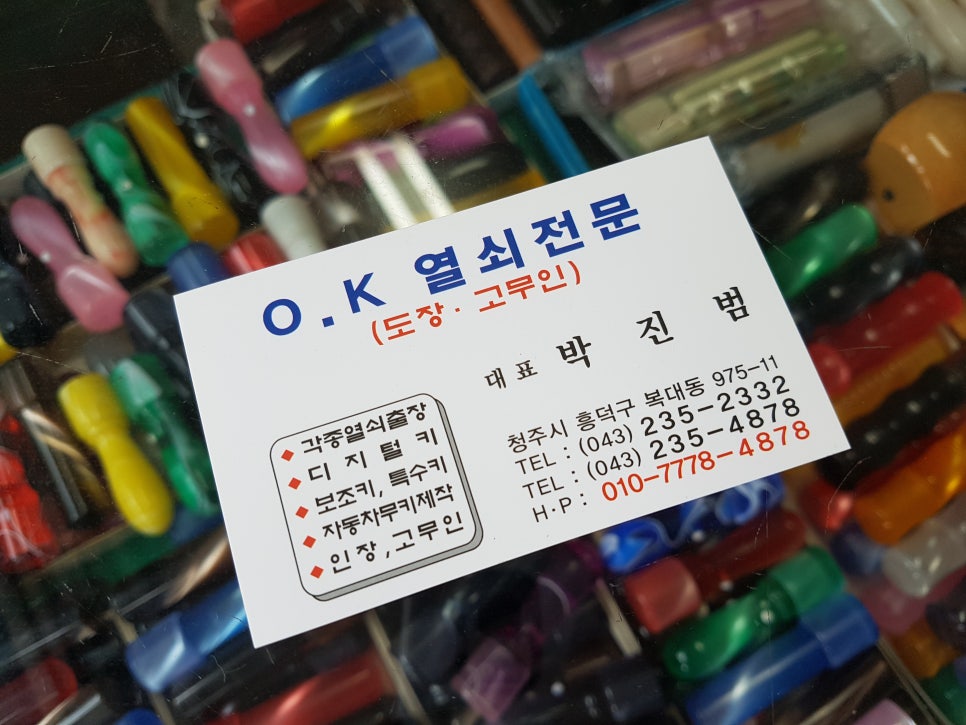 O.K 열쇠전문
(도장·고무인)
대표 박진범
각종열쇠출장
디지털키
보조키, 특수키
자동차무키제작
인장,고무인
청주시 흥덕구 복대동 975-11
TEL : (043) 235-2332
TEL : (043) 235-4878
H·P : 010-7778-4878